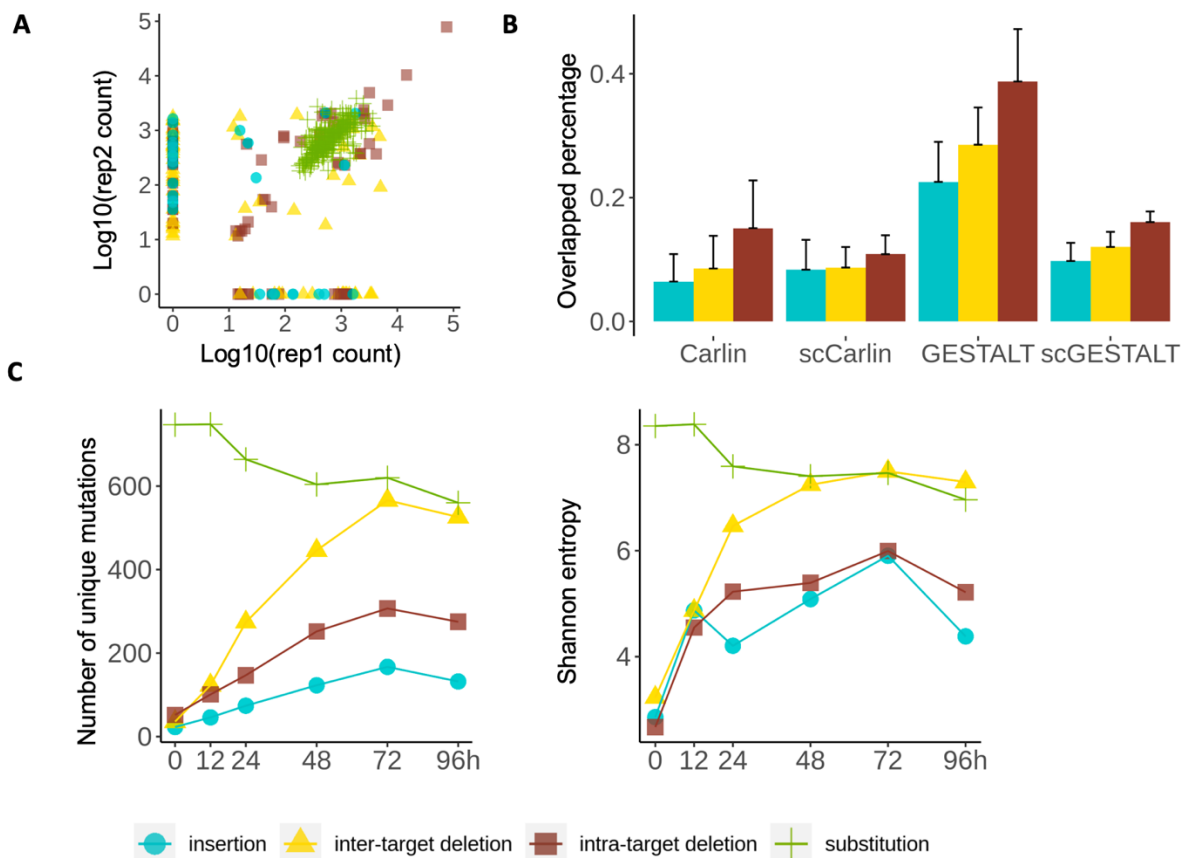 A
B
5
4
3
2
1
0
Log10(rep2 count)
0 1 2 3 4 5
Log10(rep1 count)
0.4
0.2
0.0
Overlapped percentage
Carlin scCarlin GESTALT scGESTALT
C
600
400
200
0
Number of unique mutations
0 12 24 48 72 96h
8
6
4
Shannon entropy
0 12 24 48 72 96h
insertion inter-target deletion intra-target deletion substitution